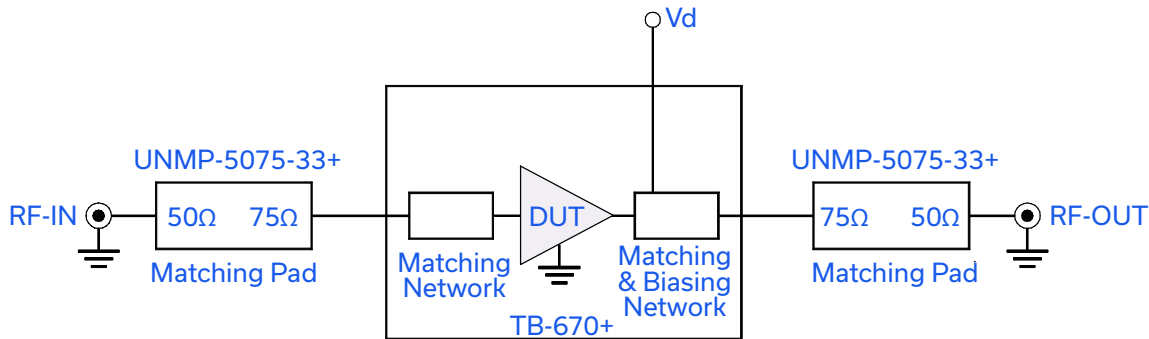 Vd
UNMP-5075-33+
UNMP-5075-33+
RF-IN
50Ω 75Ω
DUT
75Ω 50Ω
RF-OUT
Matching Pad
Matching
Network
Matching
& Biasing
Network
Matching Pad
TB-670+